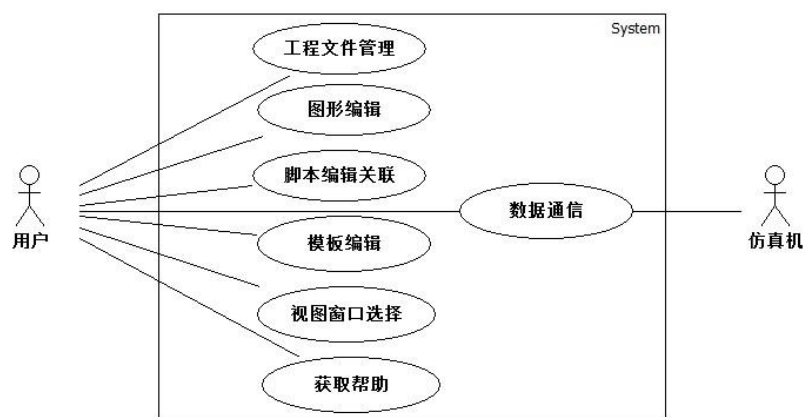 System
工程文件管理
图形编辑
脚本编辑关联
数据通信
用户
模板编辑
仿真机
视图窗口选择
获取帮助